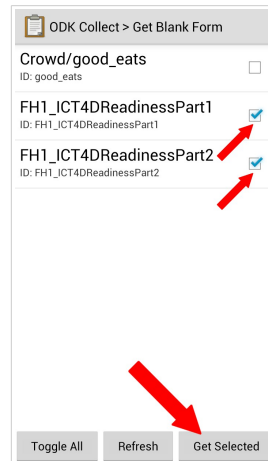 ODK Collect > Get Blank Form
Crowd/good_eats
ID: good_eats
FH1_ICT4DReadinessPart1
ID: FH1_ICT4DReadinessPart1
FH1_ICT4DReadinessPart2
ID: FH1_ICT4DReadinessPart2
Toggle All Refresh Get Selected